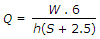 Q = W . 6 / h(S + 2.5)